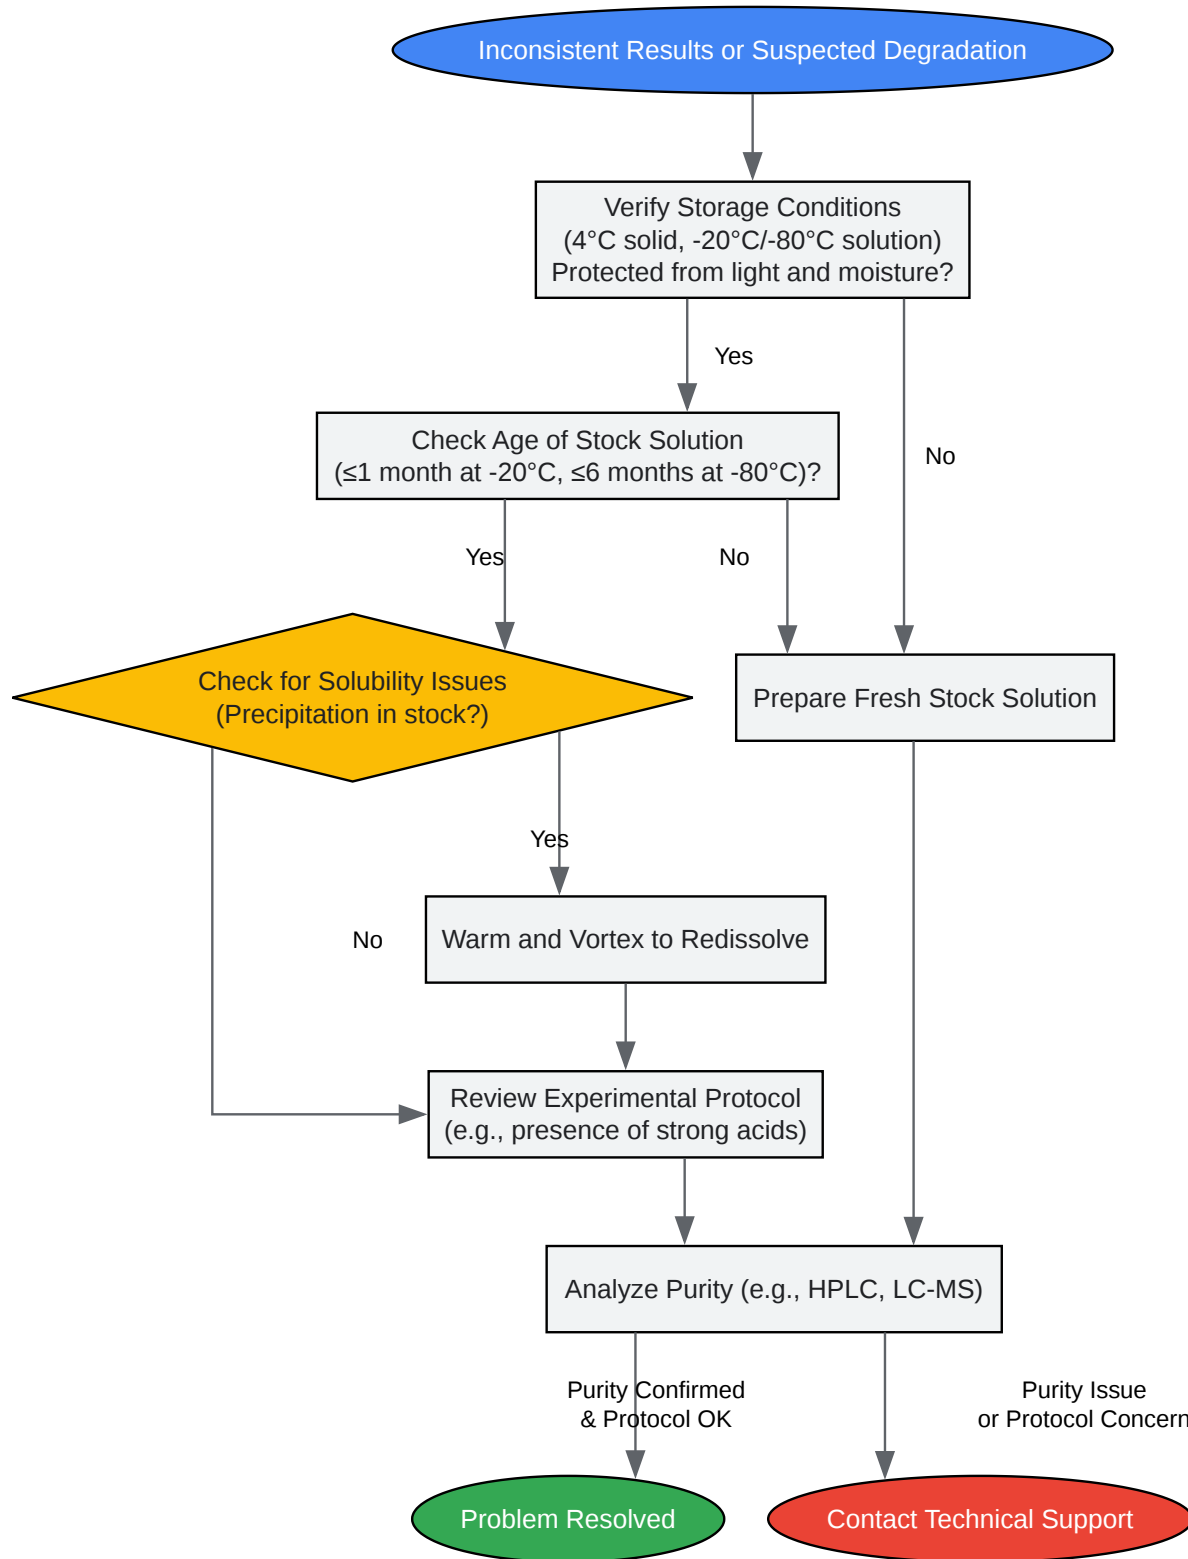 Inconsistent Results or Suspected Degradation
Verify Storage Conditions
(4°C solid, -20°C/-80°C solution)
Protected from light and moisture?
Yes
No
Check Age of Stock Solution
(≤1 month at -20°C, ≤6 months at -80°C)?
Yes
No
Check for Solubility Issues
(Precipitation in stock?)
Prepare Fresh Stock Solution
Yes
No
Warm and Vortex to Redissolve
Review Experimental Protocol
(e.g., presence of strong acids)
Analyze Purity (e.g., HPLC, LC-MS)
Purity Confirmed
& Protocol OK
Purity Issue
or Protocol Concern
Problem Resolved
Contact Technical Support